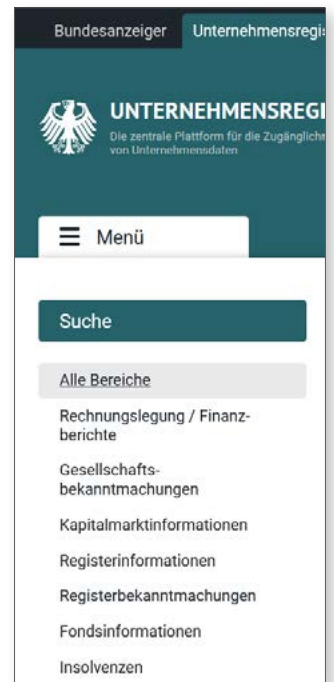 Bundesanzeiger Unternehmensregi
UNTERNEHMENSREGI
Die zentrale Plattform für die Zugänglich
von Unternehmensdaten
Menü
Suche
Alle Bereiche
Rechnungslegung / Finanz-
berichte
Gesellschafts-
bekanntmachungen
Kapitalmarktinformationen
Registerinformationen
Registerbekanntmachungen
Fondsinformationen
Insolvenzen